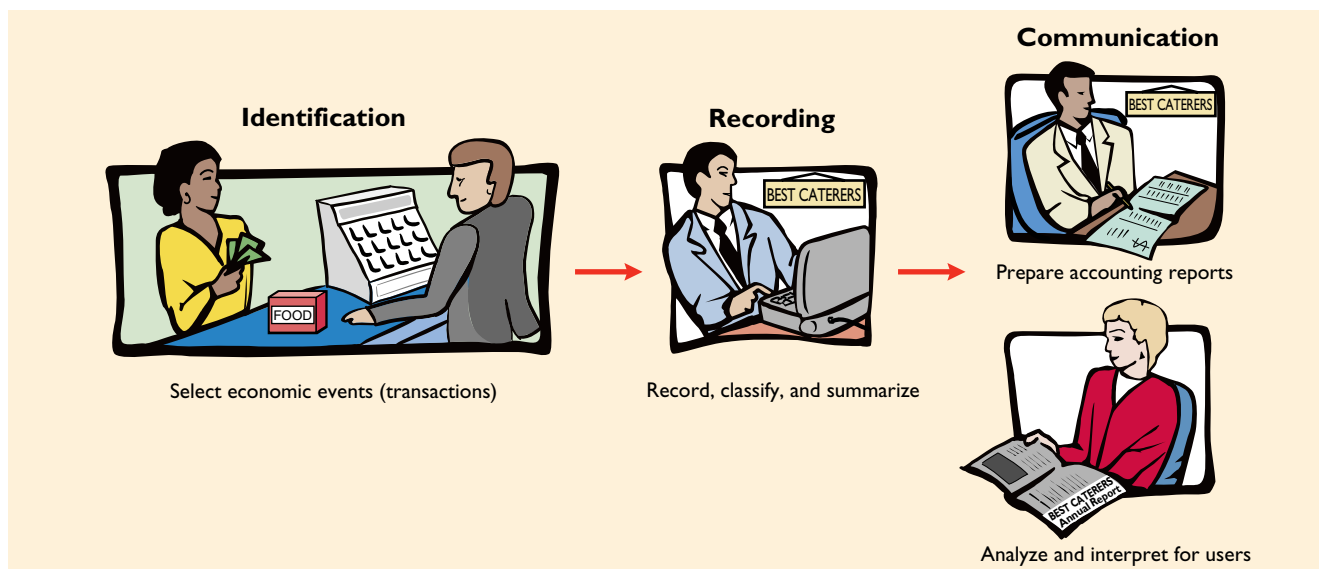 Identification
FOOD
Select economic events (transactions)
Recording
BEST CATERERS
Record, classify, and summarize
Communication
BEST CATERERS
Prepare accounting reports
BEST CATERERS
Annual Report
Analyze and interpret for users